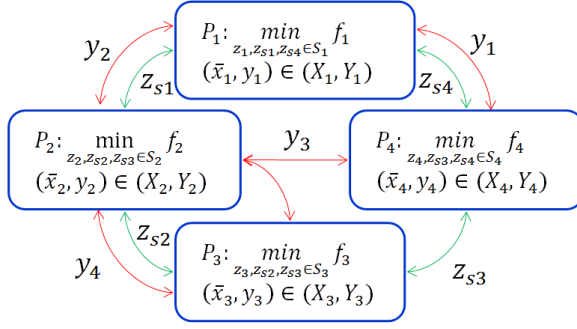 P₁: min f₁
z₁,zₛ₁,zₛ₄∈S₁
(x̄₁, y₁) ∈ (X₁, Y₁)
y₂
zₛ₁
y₁
zₛ₄
P₂: min f₂
z₂,zₛ₂,zₛ₃∈S₂
(x̄₂, y₂) ∈ (X₂, Y₂)
y₃
P₄: min f₄
z₄,zₛ₃,zₛ₄∈S₄
(x̄₄, y₄) ∈ (X₄, Y₄)
zₛ₂
y₄
P₃: min f₃
z₃,zₛ₂,zₛ₃∈S₃
(x̄₃, y₃) ∈ (X₃, Y₃)
zₛ₃